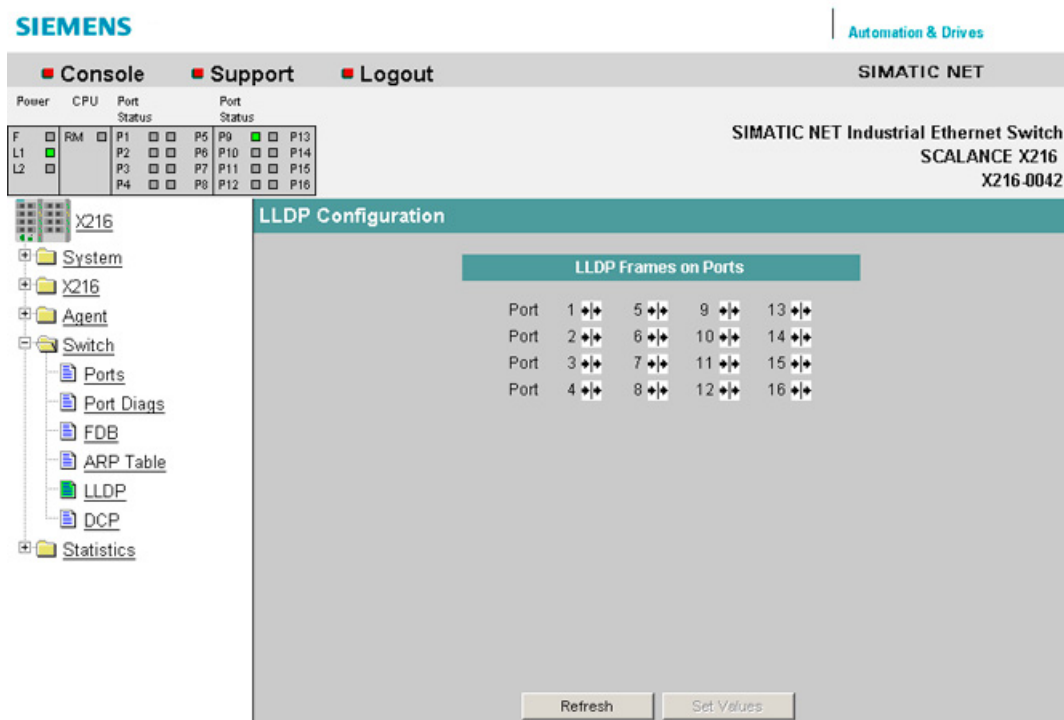 SIEMENS
Automation & Drives
Console Support Logout SIMATIC NET
Power CPU Port Status Port Status
F RM P1 P5 P9 P13
L1 P2 P6 P10 P14
L2 P3 P7 P11 P15
P4 P8 P12 P16
SIMATIC NET Industrial Ethernet Switch
SCALANCE X216
X216-0042
X216
System
X216
Agent
Switch
Ports
Port Diags
FDB
ARP Table
LLDP
DCP
Statistics
LLDP Configuration
LLDP Frames on Ports
Port 1 5 9 13
Port 2 6 10 14
Port 3 7 11 15
Port 4 8 12 16
Refresh Set Values